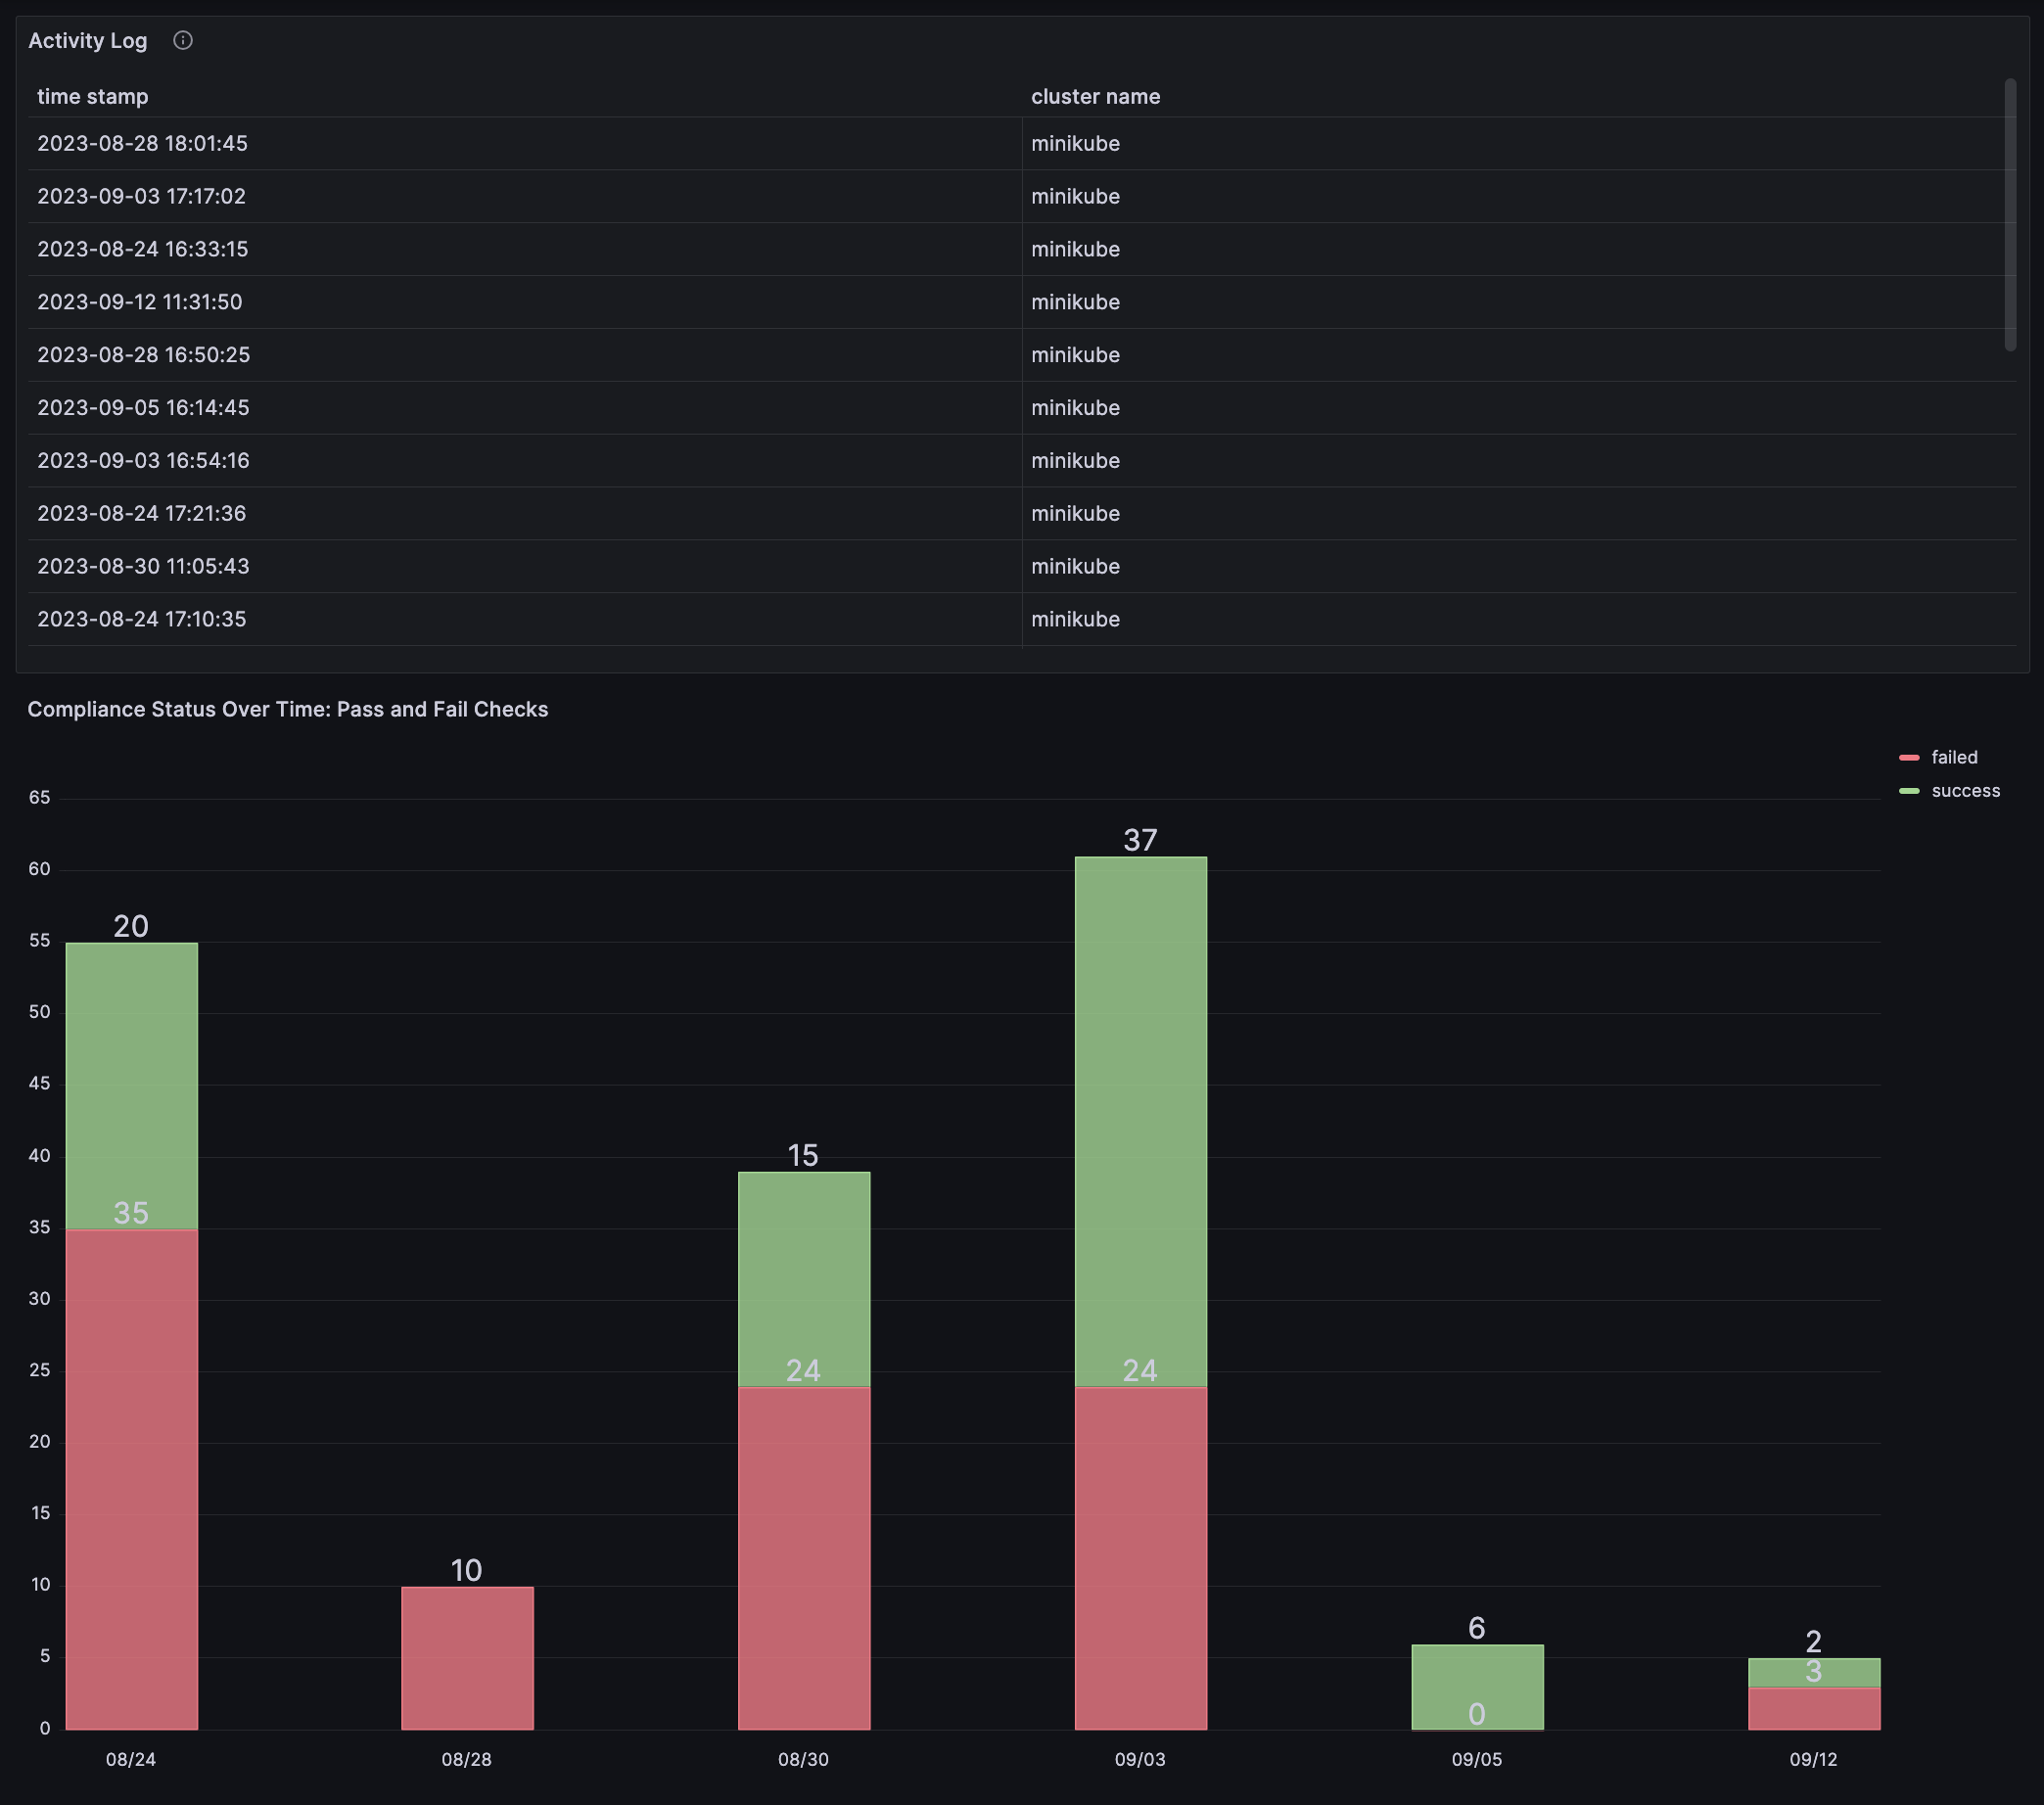 Activity Log
time stamp cluster name
2023-08-28 18:01:45 minikube
2023-09-03 17:17:02 minikube
2023-08-24 16:33:15 minikube
2023-09-12 11:31:50 minikube
2023-08-28 16:50:25 minikube
2023-09-05 16:14:45 minikube
2023-09-03 16:54:16 minikube
2023-08-24 17:21:36 minikube
2023-08-30 11:05:43 minikube
2023-08-24 17:10:35 minikube
Compliance Status Over Time: Pass and Fail Checks
failed
success
65
60
55
50
45
40
35
30
25
20
15
10
5
0
20
35
10
15
24
37
24
6
0
2
3
08/24 08/28 08/30 09/03 09/05 09/12